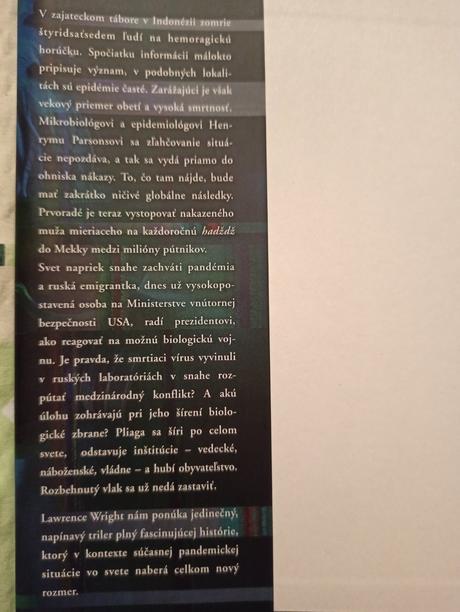 V zajateckom tábore v Indonézii zomrie
štyridsaťsedem ľudí na hemoragickú
horúčku. Spočiatku informácii málokto
pripisuje význam, v podobných lokali-
tách sú epidémie časté. Zarážajúci je však
vekový priemer obetí a vysoká smrtnosť.
Mikrobiológovi a epidemiológovi Hen-
rymu Parsonsovi sa zľahčovanie situá-
cie nepozdáva, a tak sa vydá priamo do
ohniska nákazy. To, čo tam nájde, bude
mať zakrátko ničivé globálne následky.
Prvoradé je teraz vystopovať nakazeného
muža mieriaceho na každoročnú hadždž
do Mekky medzi milióny pútnikov.
Svet napriek snahe zachváti pandémia
a ruská emigrantka, dnes už vysokopo-
stavená osoba na Ministerstve vnútornej
bezpečnosti USA, radí prezidentovi,
ako reagovať na možnú biologickú voj-
nu. Je pravda, že smrtiaci vírus vyvinuli
v ruských laboratóriách v snahe roz-
pútať medzinárodný konflikt? A akú
úlohu zohrávajú pri jeho šírení biolo-
gické zbrane? Pliaga sa šíri po celom
svete, odstavuje inštitúcie – vedecké,
náboženské, vládne – a hubí obyvateľstvo.
Rozbehnutý vlak sa už nedá zastaviť.
Lawrence Wright nám ponúka jedinečný,
napínavý triler plný fascinujúcej histórie,
ktorý v kontexte súčasnej pandemickej
situácie vo svete naberá celkom nový
rozmer.